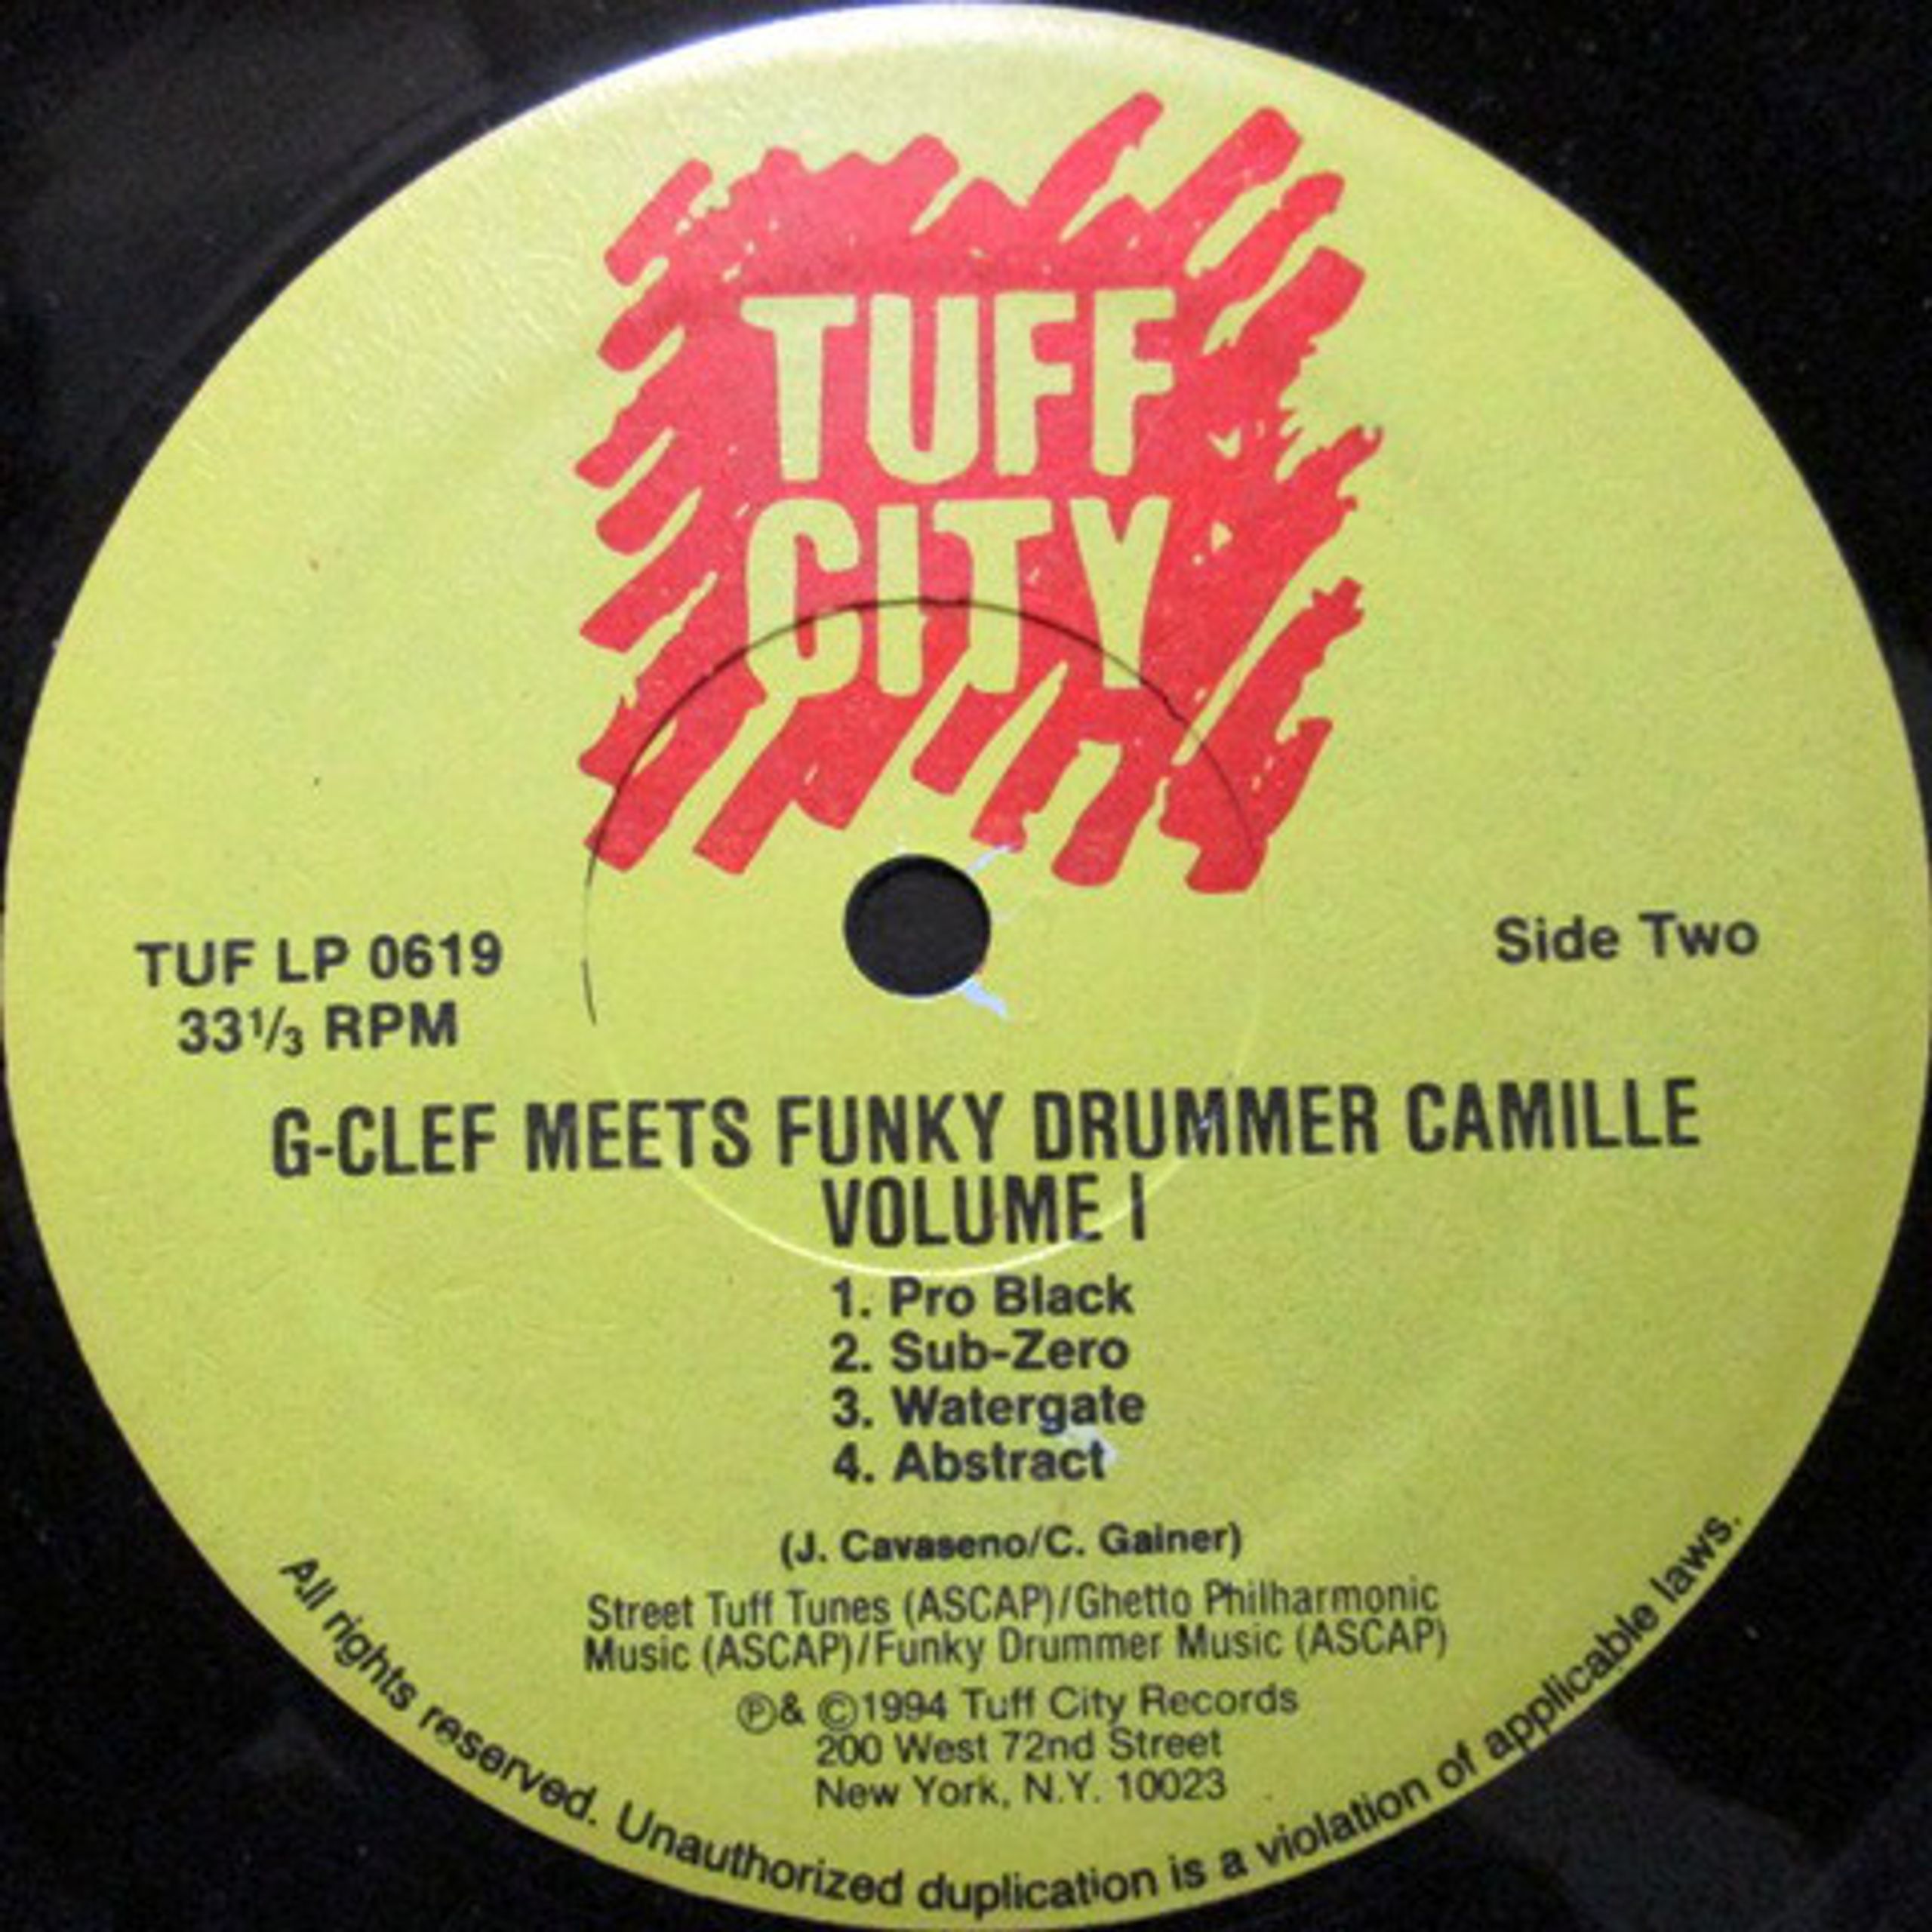 TUFF
CITY
TUF LP 0619
33⅓ RPM
Side Two
G-CLEF MEETS FUNKY DRUMMER CAMILLE
VOLUME I
1. Pro Black
2. Sub-Zero
3. Watergate
4. Abstract
(J. Cavaseno/C. Gainer)
Street Tuff Tunes (ASCAP)/Ghetto Philharmonic
Music (ASCAP)/Funky Drummer Music (ASCAP)
℗& ©1994 Tuff City Records
200 West 72nd Street
New York, N.Y. 10023
All rights reserved. Unauthorized duplication is a violation of applicable laws.